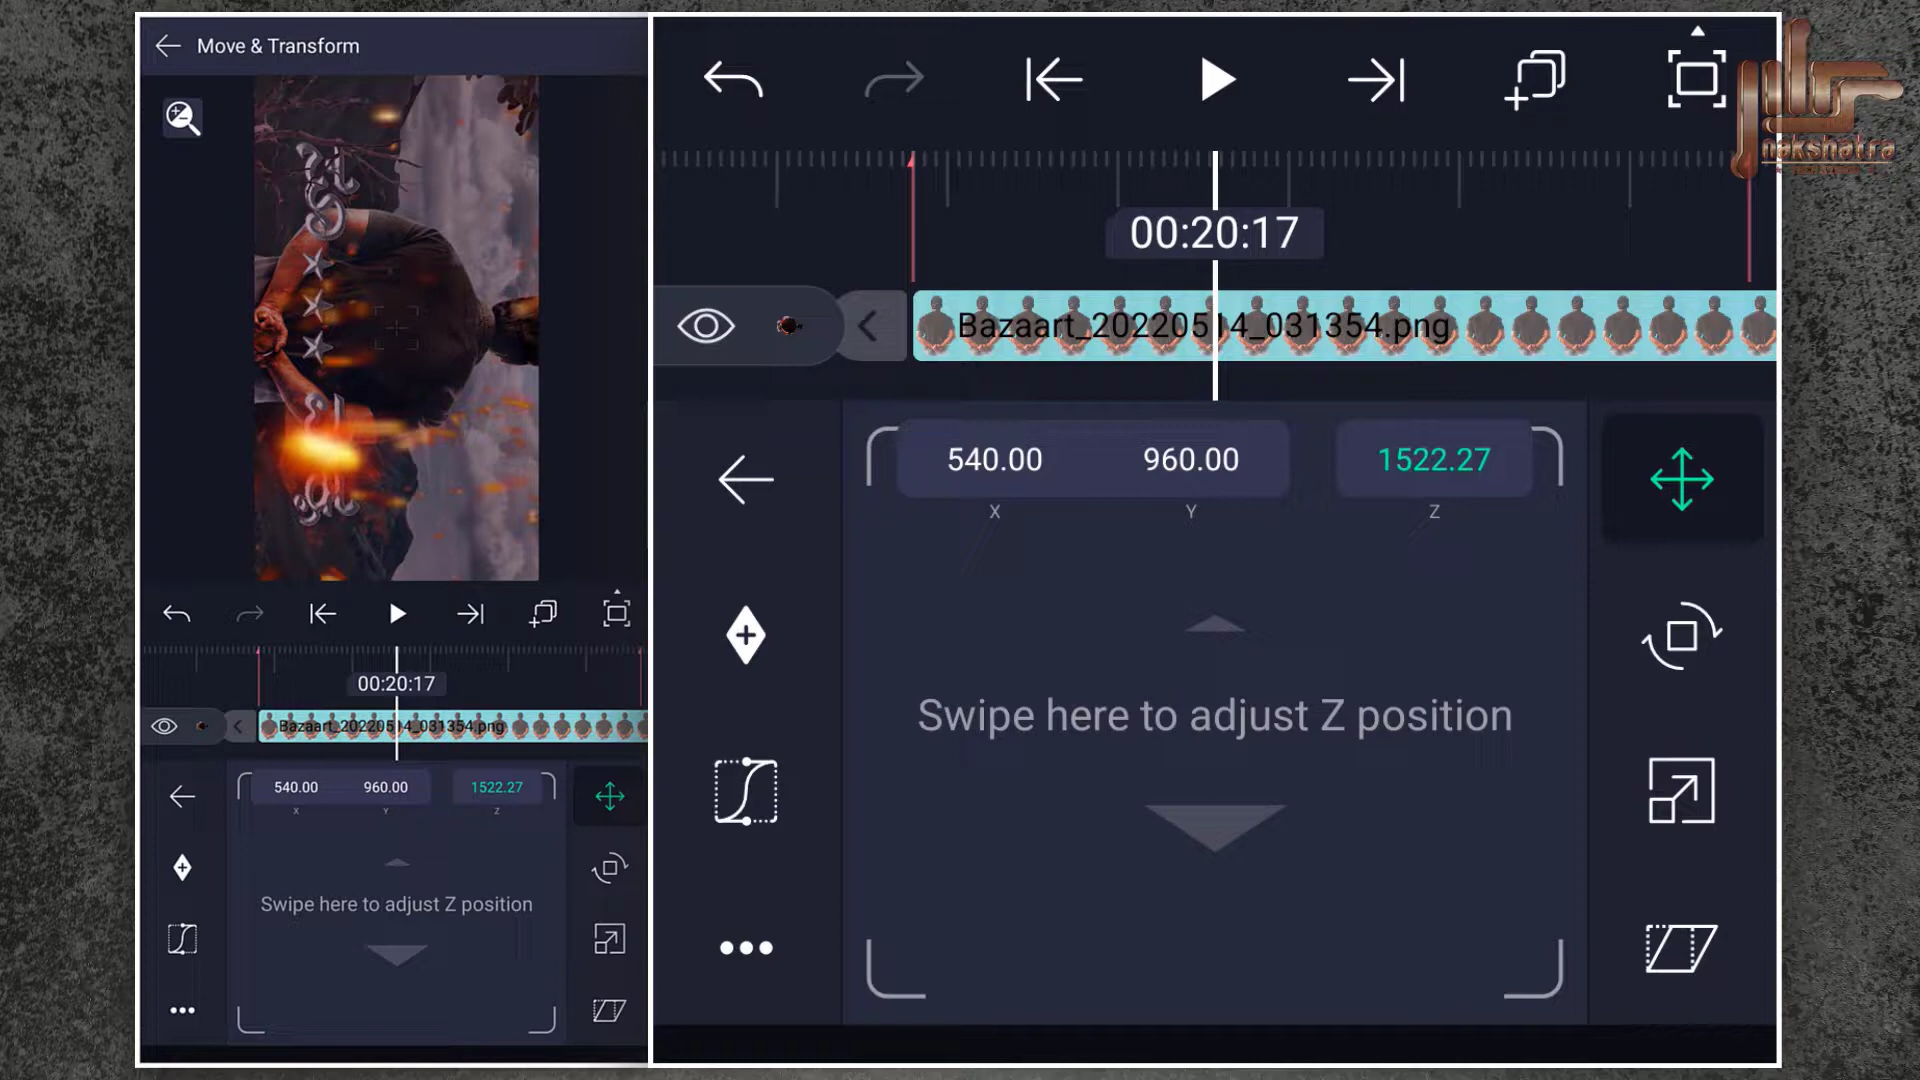 Move & Transform
00:20:17
Bazaart_20220514_031354.png
540.00 960.00 1522.27
X Y Z
Swipe here to adjust Z position
00:20:17
Bazaart_20220514_031354.png
540.00 960.00 1522.27
X Y Z
Swipe here to adjust Z position
nakshatra